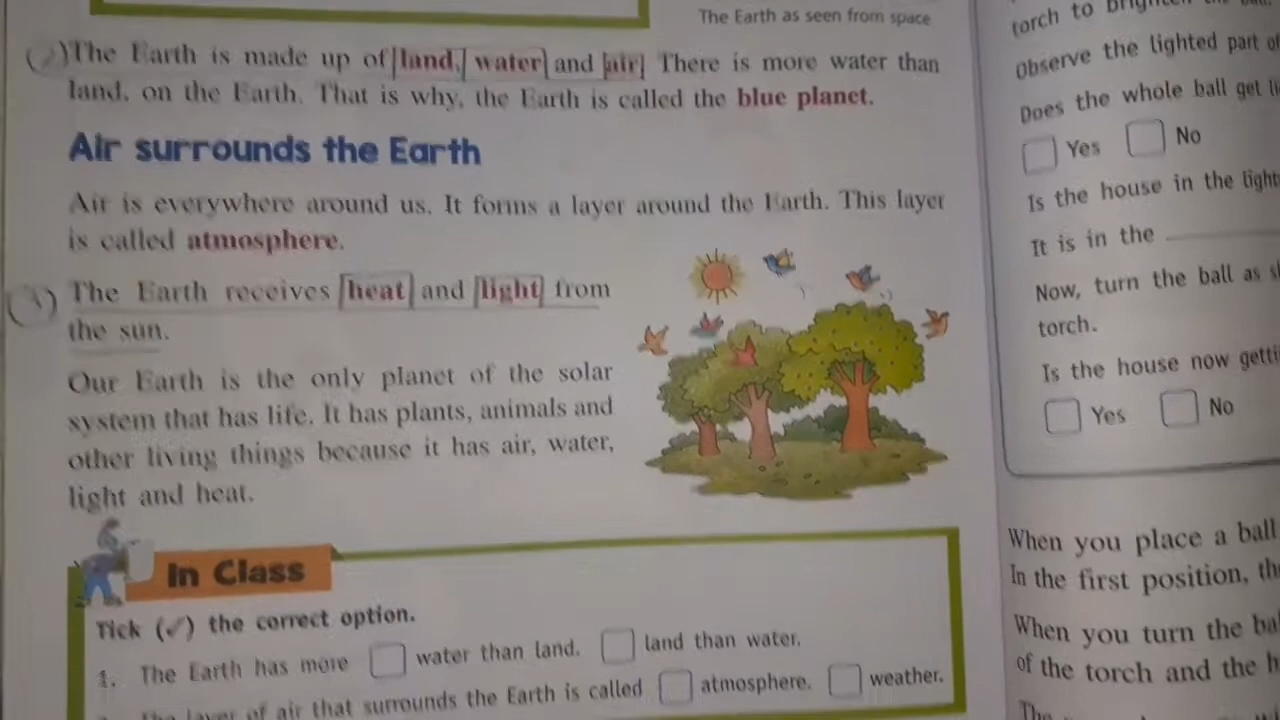 The Earth as seen from space
The Earth is made up of land, water and air. There is more water than
land, on the Earth. That is why, the Earth is called the blue planet.
Air surrounds the Earth
Air is everywhere around us. It forms a layer around the Earth. This layer
is called atmosphere.
The Earth receives heat and light from
the sun.
Our Earth is the only planet of the solar
system that has life. It has plants, animals and
other living things because it has air, water,
light and heat.
In Class
Tick (✓) the correct option.
1. The Earth has more water than land. land than water.
layer of air that surrounds the Earth is called atmosphere. weather.
torch to
Observe the lighted part of
Does the whole ball get
Yes No
Is the house in the light
It is in the
Now, turn the ball as
torch.
Is the house now
Yes No
When you place a ball
In the first position,
When you turn the
of the torch and the
The